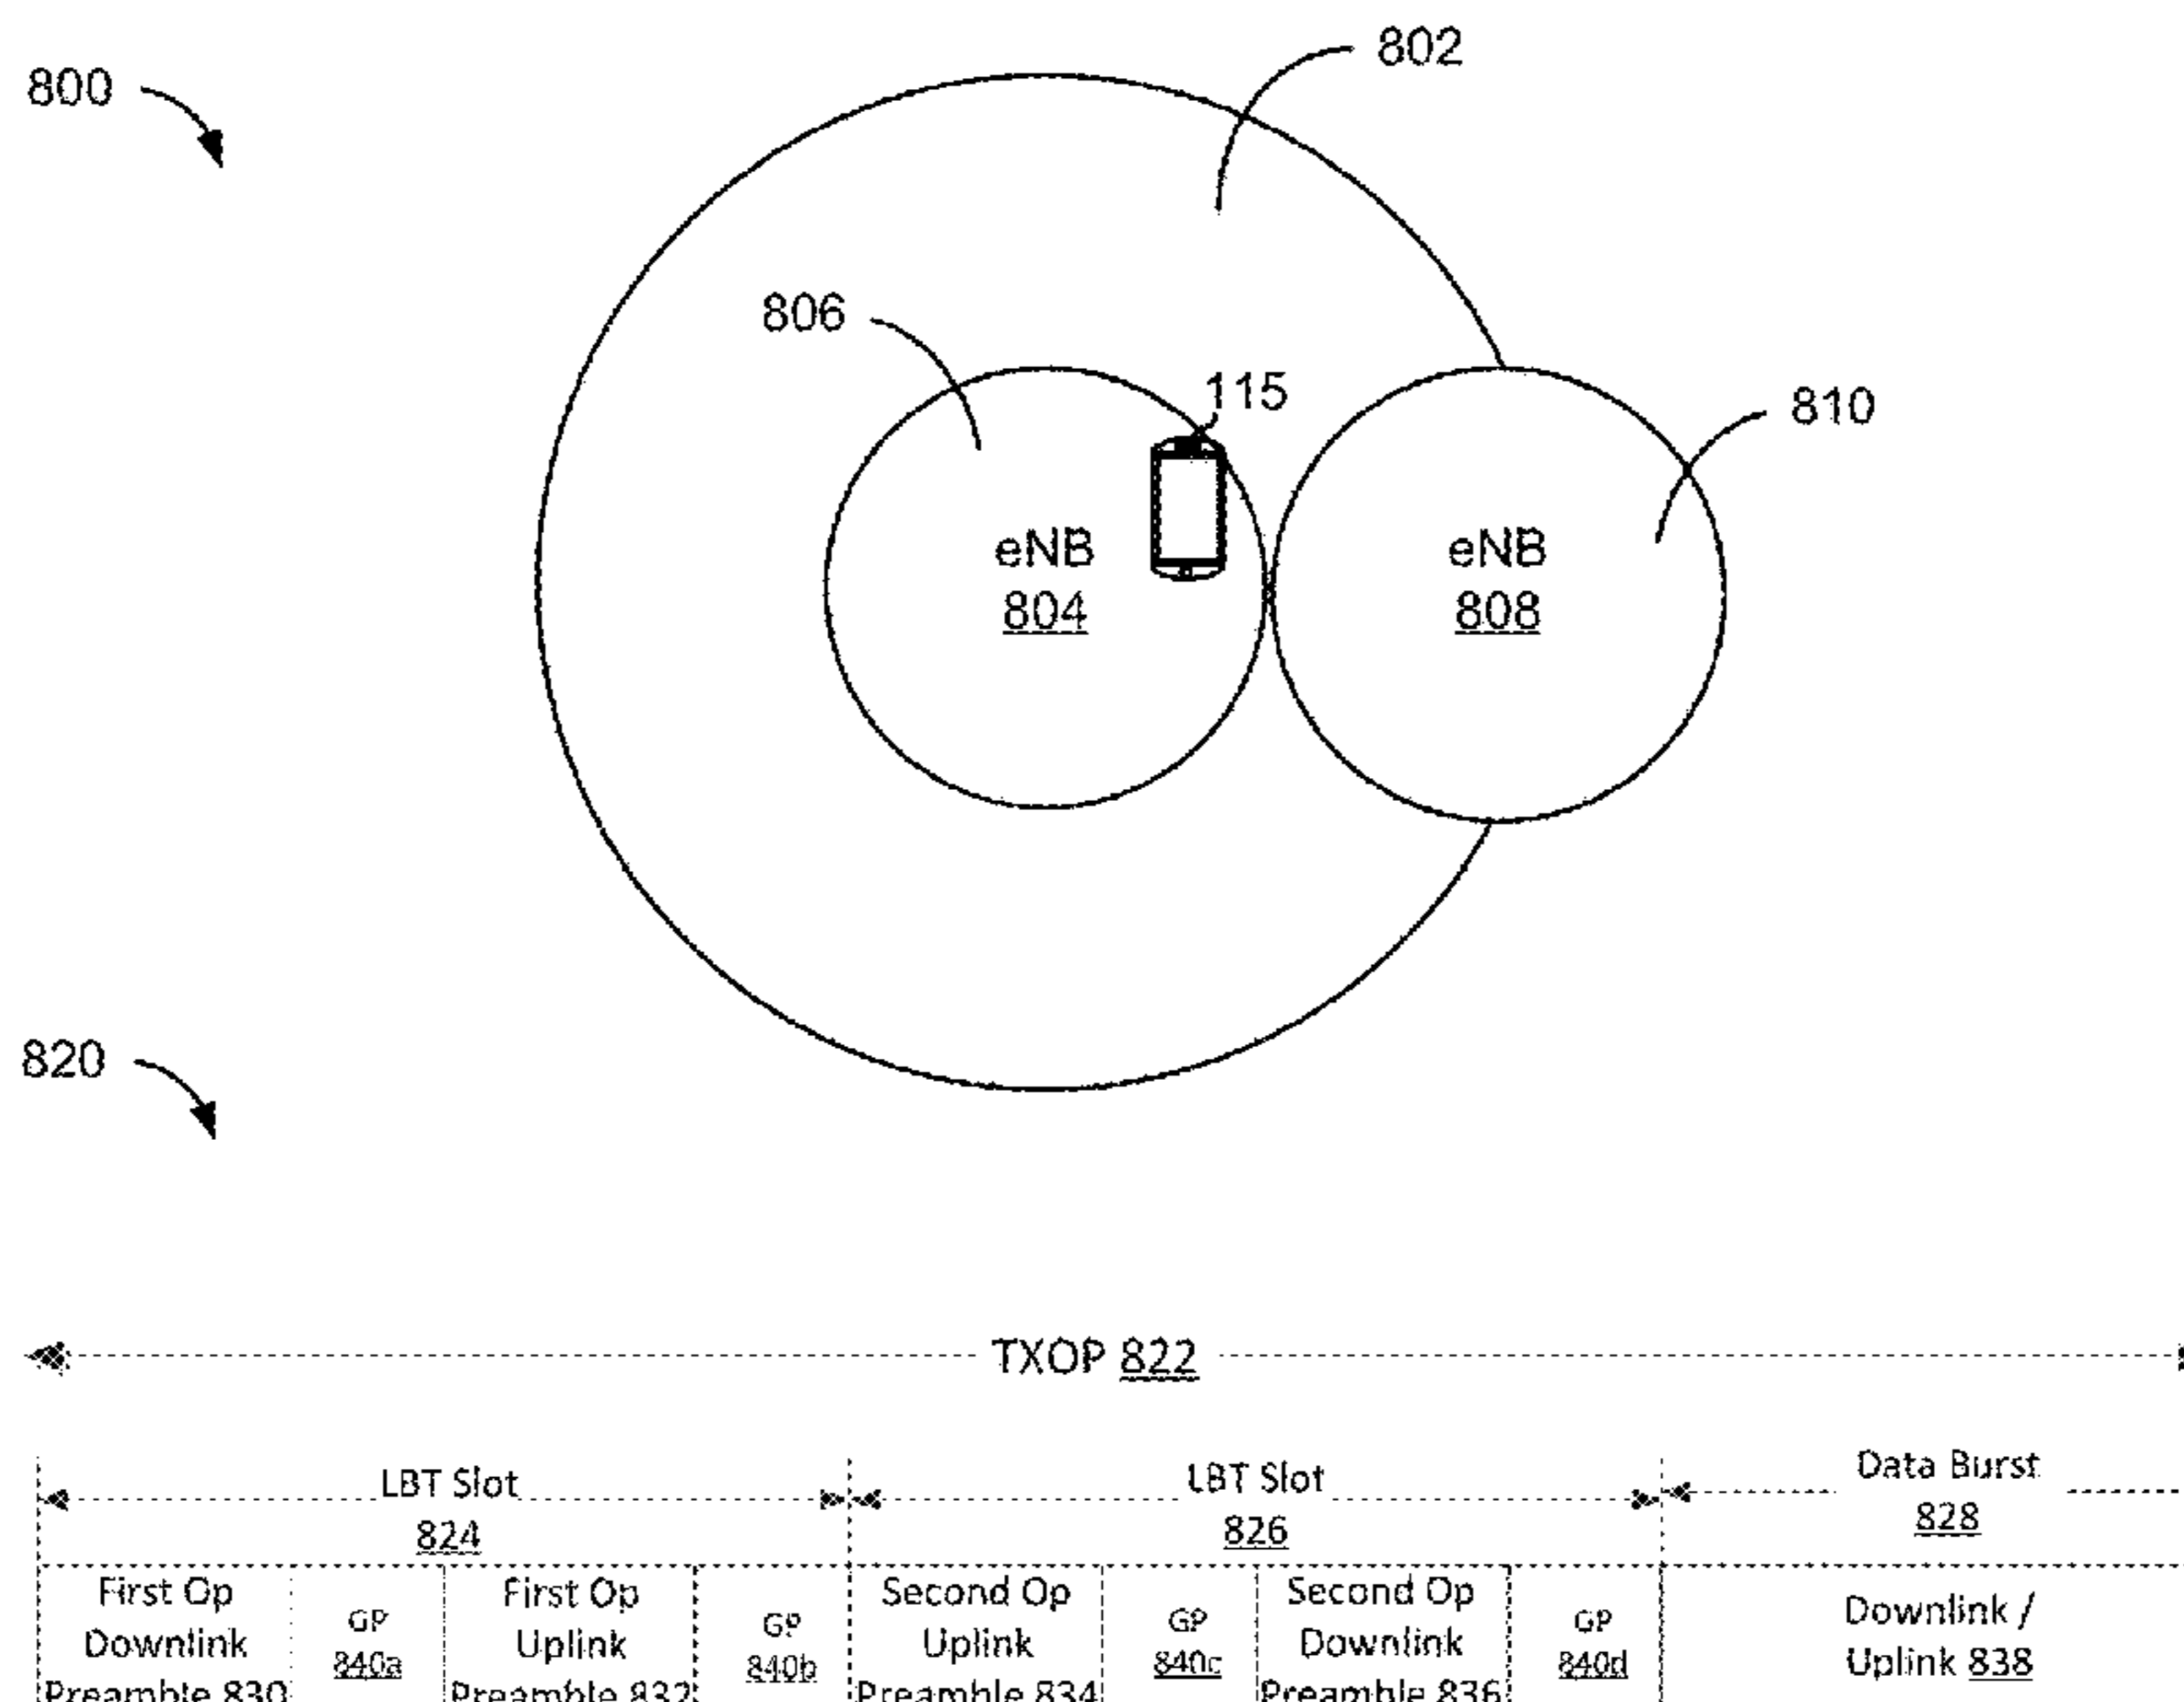 802
800
806
115
810
eNB
804
eNB
808
820
TXOP 822
LBT Slot
824
LBT Slot
826
Data Burst
828
First Op
Downlink
Preamble 830
GP
840a
First Op
Uplink
Preamble 832
GP
840b
Second Op
Uplink
Preamble 834
GP
840c
Second Op
Downlink
Preamble 836
GP
840d
Downlink /
Uplink 838